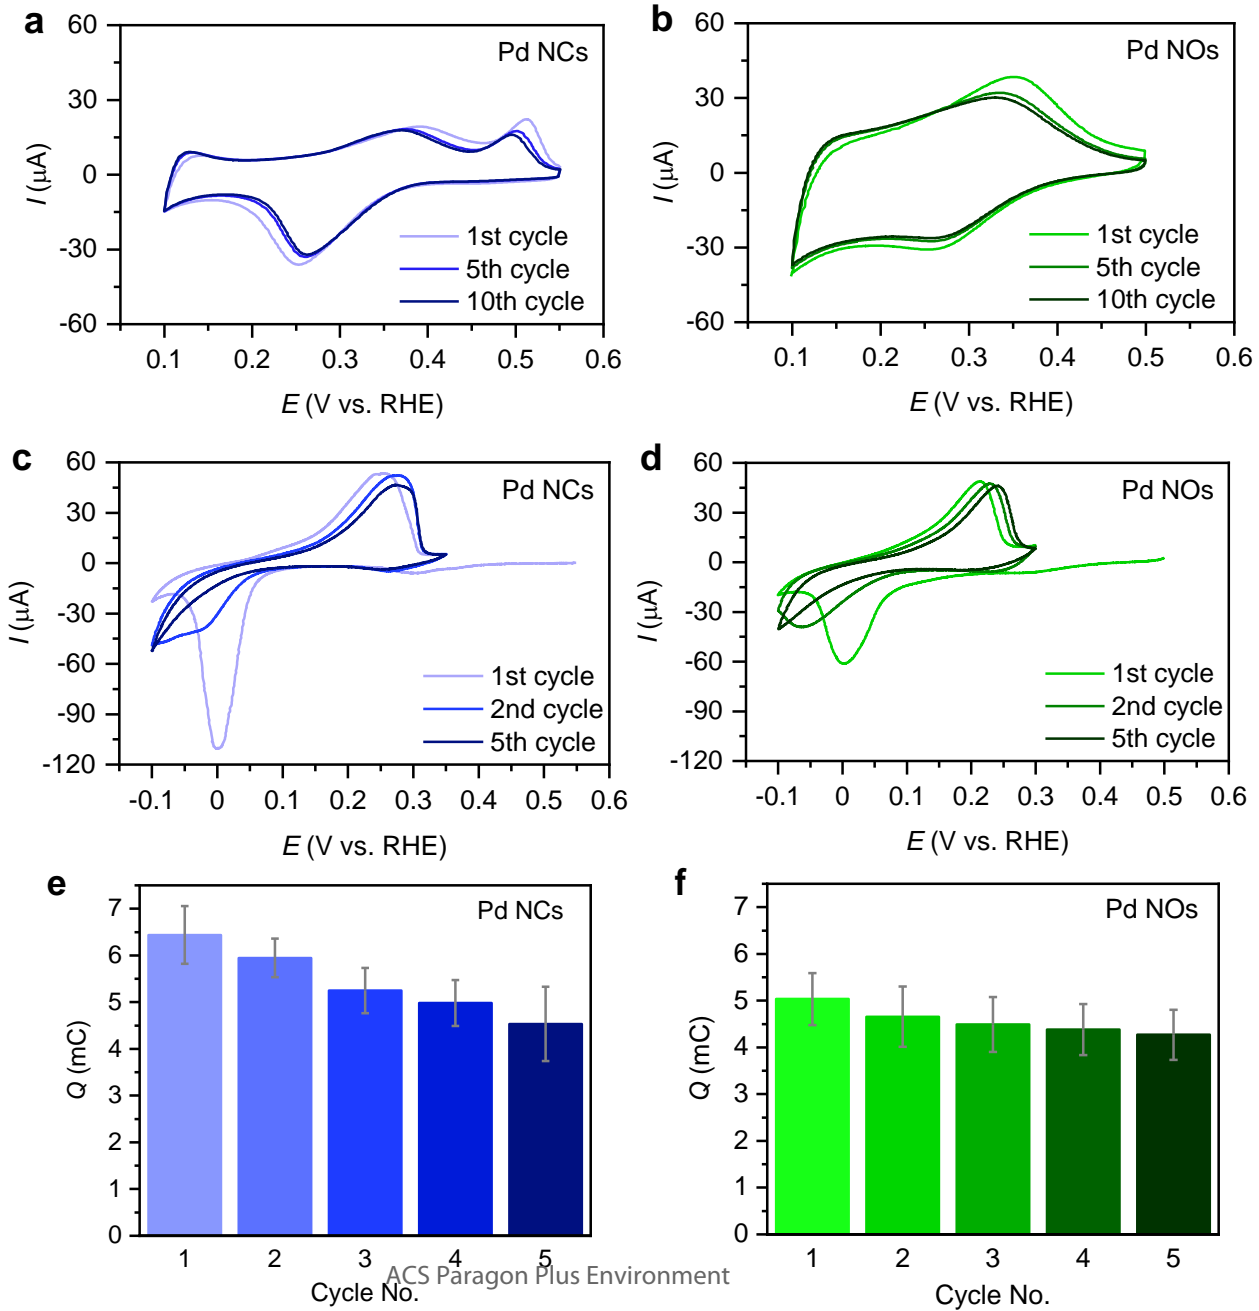 a
60
30
0
-30
-60
I (μA)
Pd NCs
1st cycle
5th cycle
10th cycle
0.1 0.2 0.3 0.4 0.5 0.6
E (V vs. RHE)
b
60
30
0
-30
-60
I (μA)
Pd NOs
1st cycle
5th cycle
10th cycle
0.1 0.2 0.3 0.4 0.5 0.6
E (V vs. RHE)
c
60
30
0
-30
-60
-90
-120
I (μA)
Pd NCs
1st cycle
2nd cycle
5th cycle
-0.1 0 0.1 0.2 0.3 0.4 0.5 0.6
E (V vs. RHE)
d
60
30
0
-30
-60
-90
-120
I (μA)
Pd NOs
1st cycle
2nd cycle
5th cycle
-0.1 0 0.1 0.2 0.3 0.4 0.5 0.6
E (V vs. RHE)
e
7
6
5
4
3
2
1
0
Q (mC)
Pd NCs
1 2 3 4 5
Cycle No.
f
7
6
5
4
3
2
1
0
Q (mC)
Pd NOs
1 2 3 4 5
Cycle No.
ACS Paragon Plus Environment